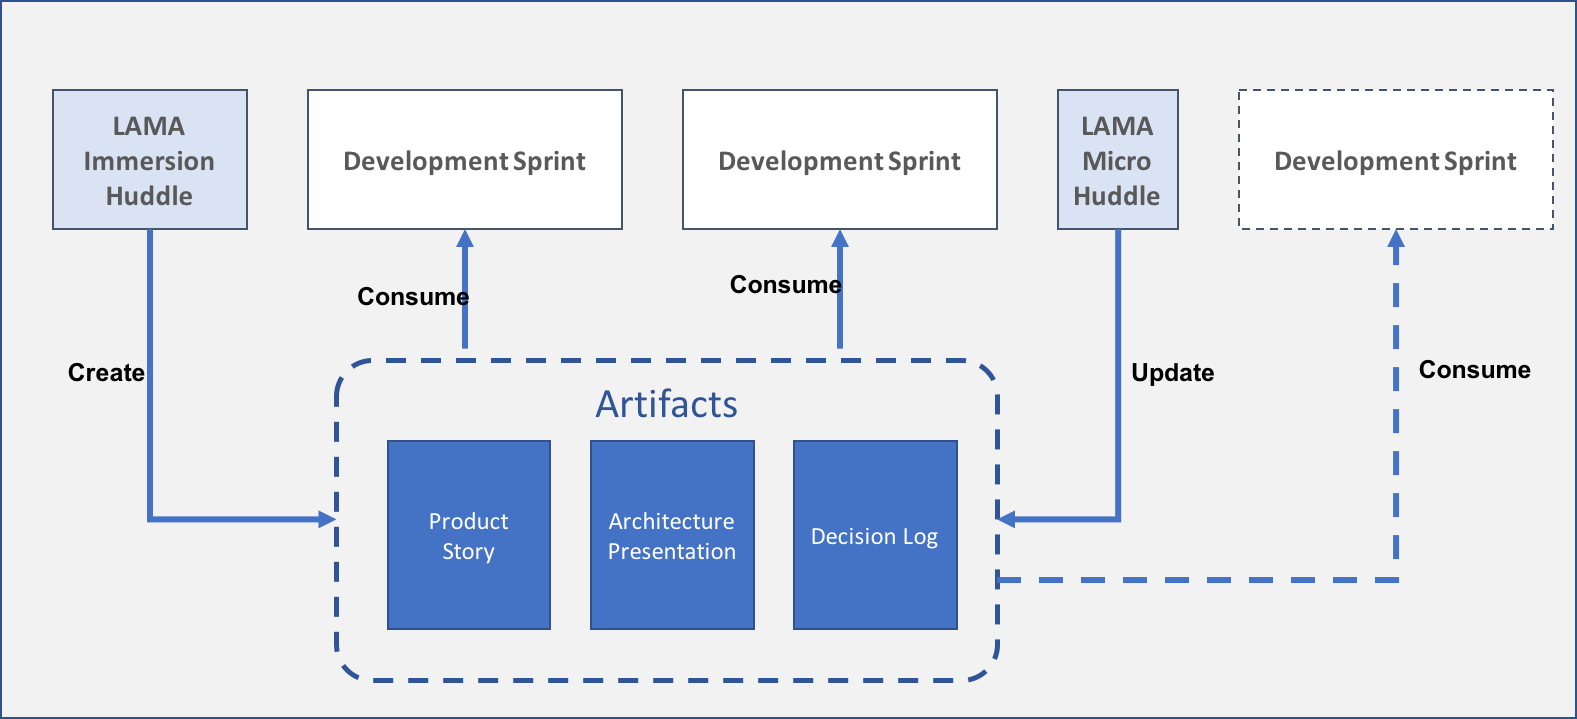 LAMA
Immersion
Huddle
Development Sprint
Development Sprint
LAMA
Micro
Huddle
Development Sprint
Consume
Consume
Create
Update
Consume
Artifacts
Product
Story
Architecture
Presentation
Decision Log